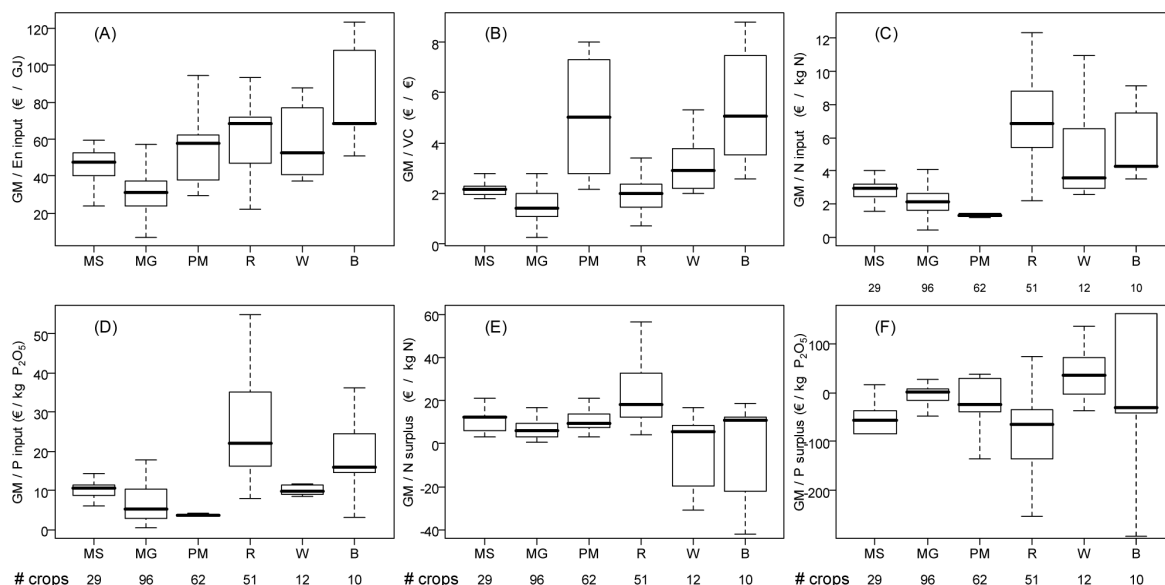 (A)
GM / En input (€ / GJ)
120
100
80
60
40
20
MS MG PM R W B
(B)
GM / VC (€ / €)
8
6
4
2
0
MS MG PM R W B
(C)
GM / N input (€ / kg N)
12
10
8
6
4
2
0
MS MG PM R W B
29 96 62 51 12 10
(D)
GM / P input (€ / kg P₂O₅)
50
40
30
20
10
0
MS MG PM R W B
# crops 29 96 62 51 12 10
(E)
GM / N surplus (€ / kg N)
60
40
20
0
-20
-40
MS MG PM R W B
# crops 29 96 62 51 12 10
(F)
GM / P surplus (€ / kg P₂O₅)
100
0
-100
-200
MS MG PM R W B
# crops 29 96 62 51 12 10